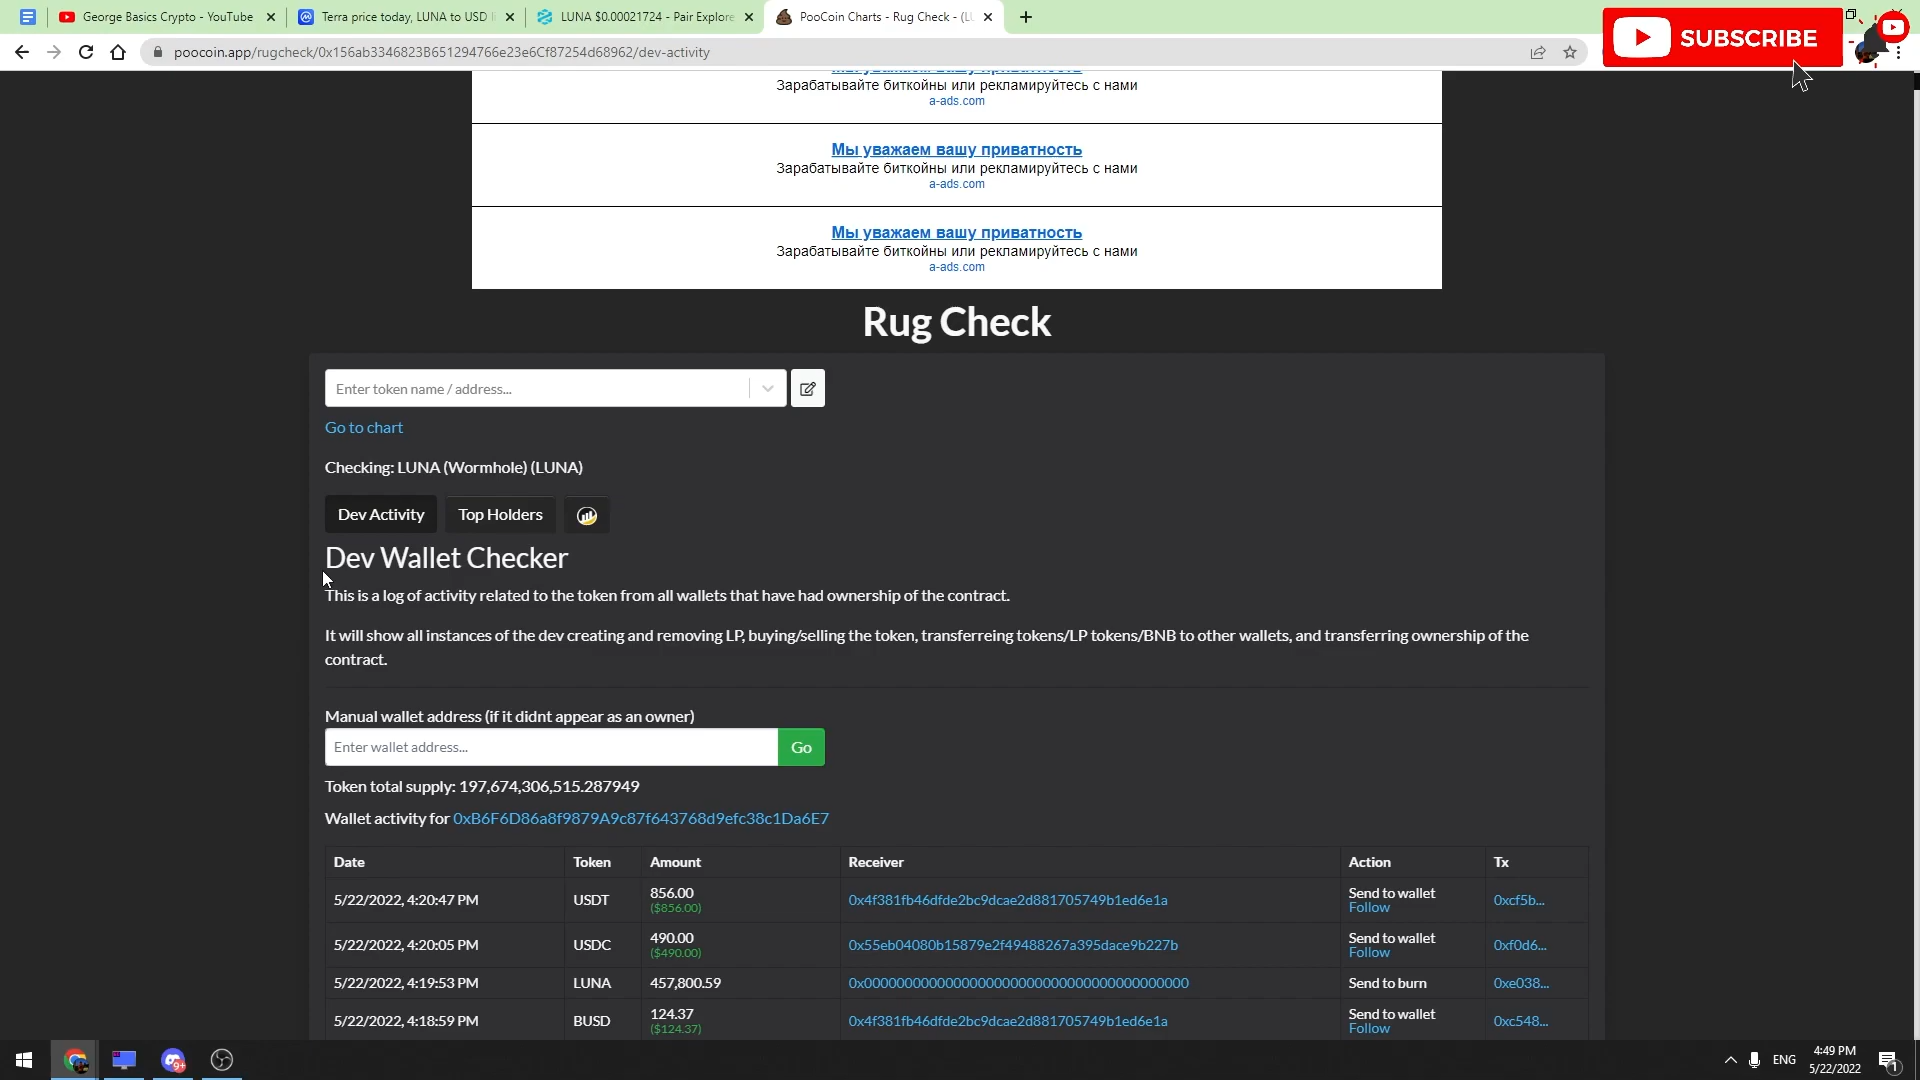 George Basics Crypto - YouTube
Terra price today, LUNA to USD li
LUNA $0.00021724 - Pair Explore
PooCoin Charts - Rug Check - (LU
poocoin.app/rugcheck/0x156ab3346823B651294766e23e6Cf87254d68962/dev-activity
SUBSCRIBE
Зарабатывайте биткойны или рекламируйтесь с нами
a-ads.com
Мы уважаем вашу приватность
Зарабатывайте биткойны или рекламируйтесь с нами
a-ads.com
Мы уважаем вашу приватность
Зарабатывайте биткойны или рекламируйтесь с нами
a-ads.com
Rug Check
Enter token name / address...
Go to chart
Checking: LUNA (Wormhole) (LUNA)
Dev Activity
Top Holders
Dev Wallet Checker
This is a log of activity related to the token from all wallets that have had ownership of the contract.
It will show all instances of the dev creating and removing LP, buying/selling the token, transferreing tokens/LP tokens/BNB to other wallets, and transferring ownership of the
contract.
Manual wallet address (if it didnt appear as an owner)
Enter wallet address...
Go
Token total supply: 197,674,306,515.287949
Wallet activity for 0xB6F6D86a8f9879A9c87f643768d9efc38c1Da6E7
Date Token Amount Receiver Action Tx
5/22/2022, 4:20:47 PM USDT 856.00 ($856.00) 0x4f381fb46dfde2bc9dcae2d881705749b1ed6e1a Send to wallet Follow 0xcf5b...
5/22/2022, 4:20:05 PM USDC 490.00 ($490.00) 0x55eb04080b15879e2f49488267a395dace9b227b Send to wallet Follow 0xf0d6...
5/22/2022, 4:19:53 PM LUNA 457,800.59 0x0000000000000000000000000000000000000000 Send to burn 0xe038...
5/22/2022, 4:18:59 PM BUSD 124.37 ($124.37) 0x4f381fb46dfde2bc9dcae2d881705749b1ed6e1a Send to wallet Follow 0xc548...
9+
ENG
4:49 PM
5/22/2022
1